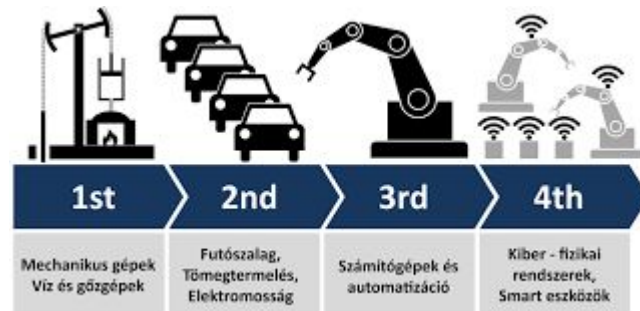 1st
2nd
3rd
4th
Mechanikus gépek
Víz és gőzgépek
Futószalag,
Tömegtermelés,
Elektromosság
Számítógépek és
automatizáció
Kiber - fizikai
rendszerek,
Smart eszközök